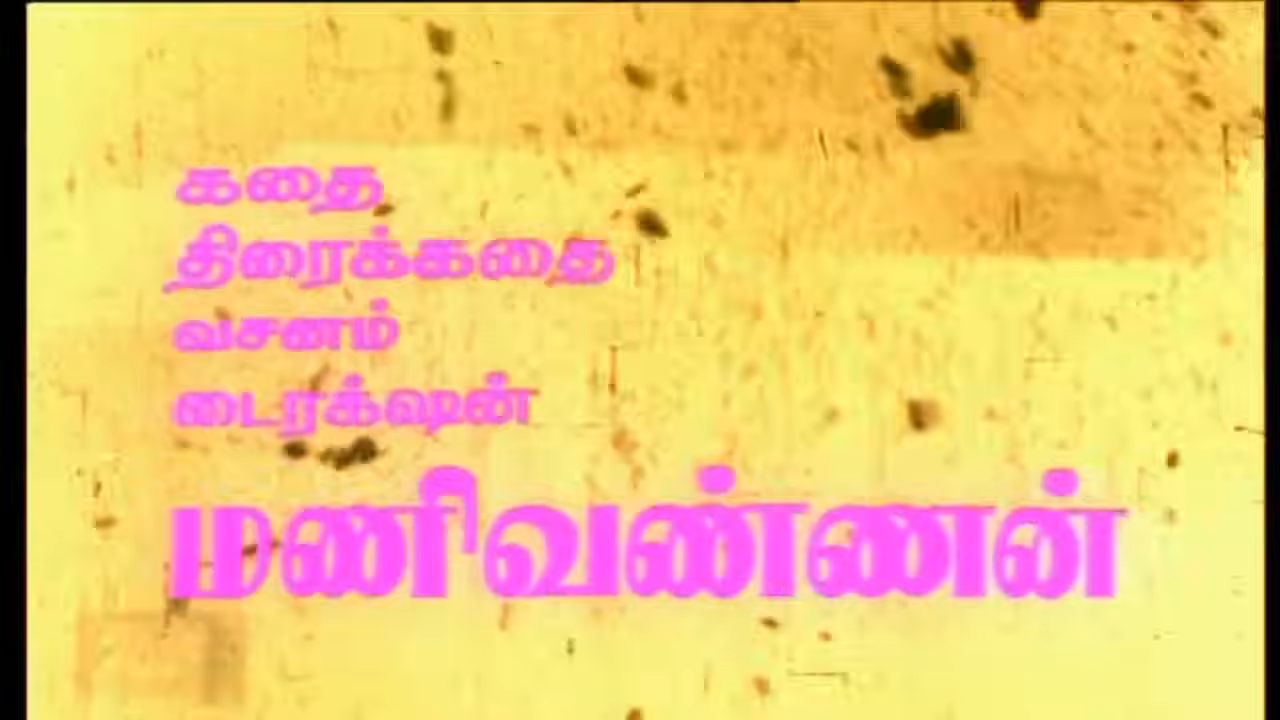 கதை
திரைக்கதை
வசனம்
டைரக்‌ஷன்
மணிவண்ணன்